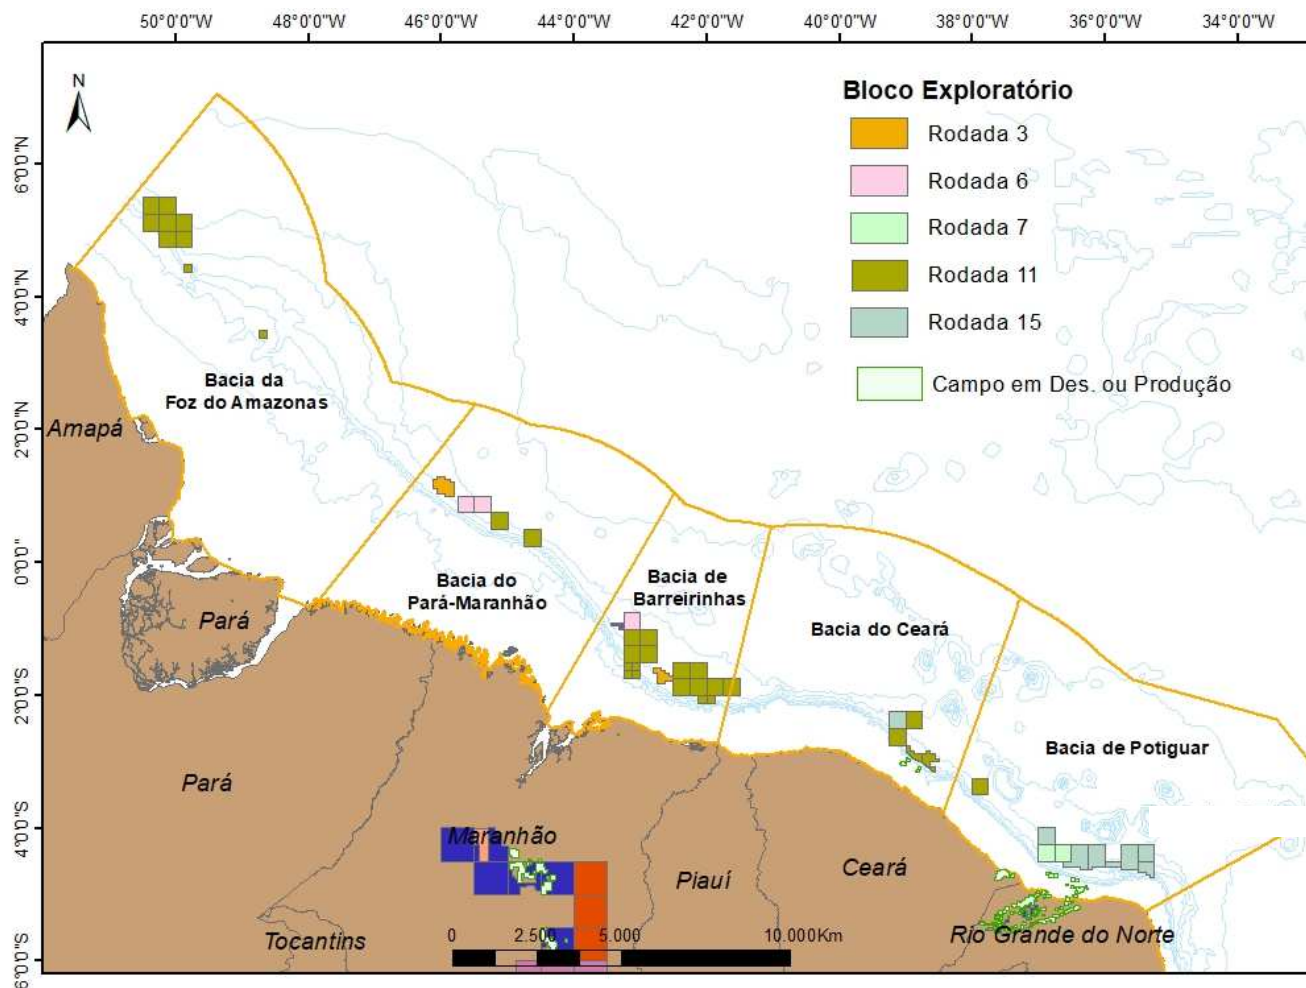 50°0'0"W 48°0'0"W 46°0'0"W 44°0'0"W 42°0'0"W 40°0'0"W 38°0'0"W 36°0'0"W 34°0'0"W
N
6°0'0"N
4°0'0"N
2°0'0"N
0°0'0"
2°0'0"S
4°0'0"S
6°0'0"S
Bloco Exploratório
Rodada 3
Rodada 6
Rodada 7
Rodada 11
Rodada 15
Campo em Des. ou Produção
Bacia da
Foz do Amazonas
Amapá
Bacia do
Pará-Maranhão
Bacia de
Barreirinhas
Bacia do Ceará
Bacia de Potiguar
Pará
Pará
Maranhão
Piauí
Ceará
Rio Grande do Norte
Tocantins
0 2.500 5.000 10.000Km